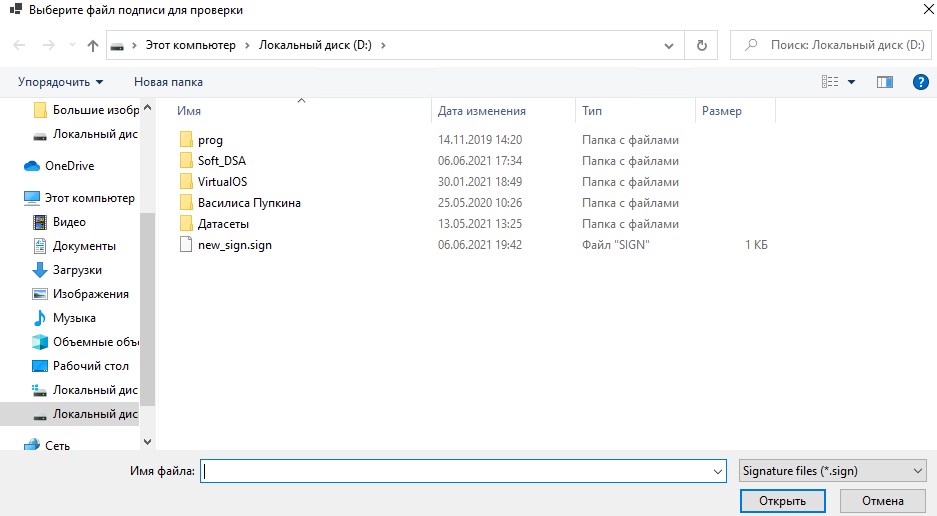 Выберите файл подписи для проверки
Этот компьютер Локальный диск (D:)
Поиск: Локальный диск (D:)
Упорядочить Новая папка
Имя Дата изменения Тип Размер
prog 14.11.2019 14:20 Папка с файлами
Soft_DSA 06.06.2021 17:34 Папка с файлами
VirtualOS 30.01.2021 18:49 Папка с файлами
Василиса Пупкина 25.05.2020 10:26 Папка с файлами
Датасеты 13.05.2021 13:25 Папка с файлами
new_sign.sign 06.06.2021 19:42 Файл "SIGN" 1 КБ
Большие изобр
Локальный дис
OneDrive
Этот компьютер
Видео
Документы
Загрузки
Изображения
Музыка
Объемные объ
Рабочий стол
Локальный дис
Локальный дис
Сеть
Имя файла:
Signature files (*.sign)
Открыть Отмена